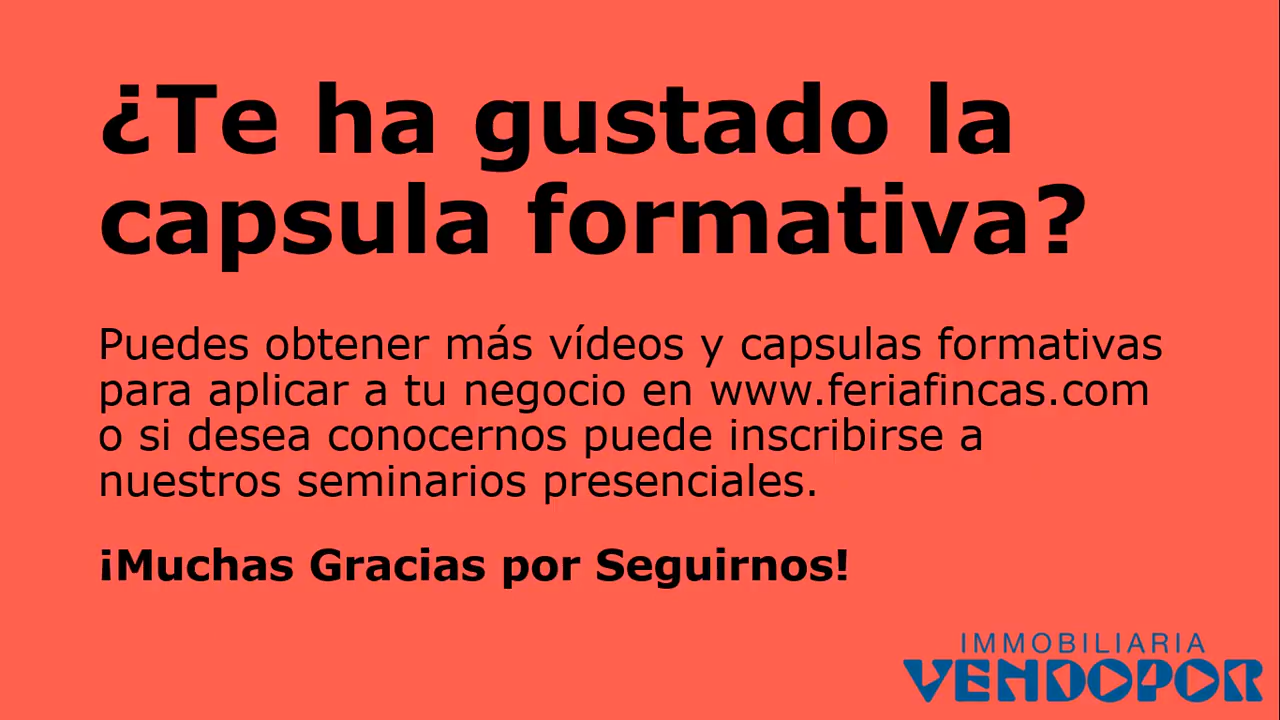 ¿Te ha gustado la
capsula formativa?
Puedes obtener más vídeos y capsulas formativas
para aplicar a tu negocio en www.feriafincas.com
o si desea conocernos puede inscribirse a
nuestros seminarios presenciales.
¡Muchas Gracias por Seguirnos!
IMMOBILIARIA
VENDOPOR